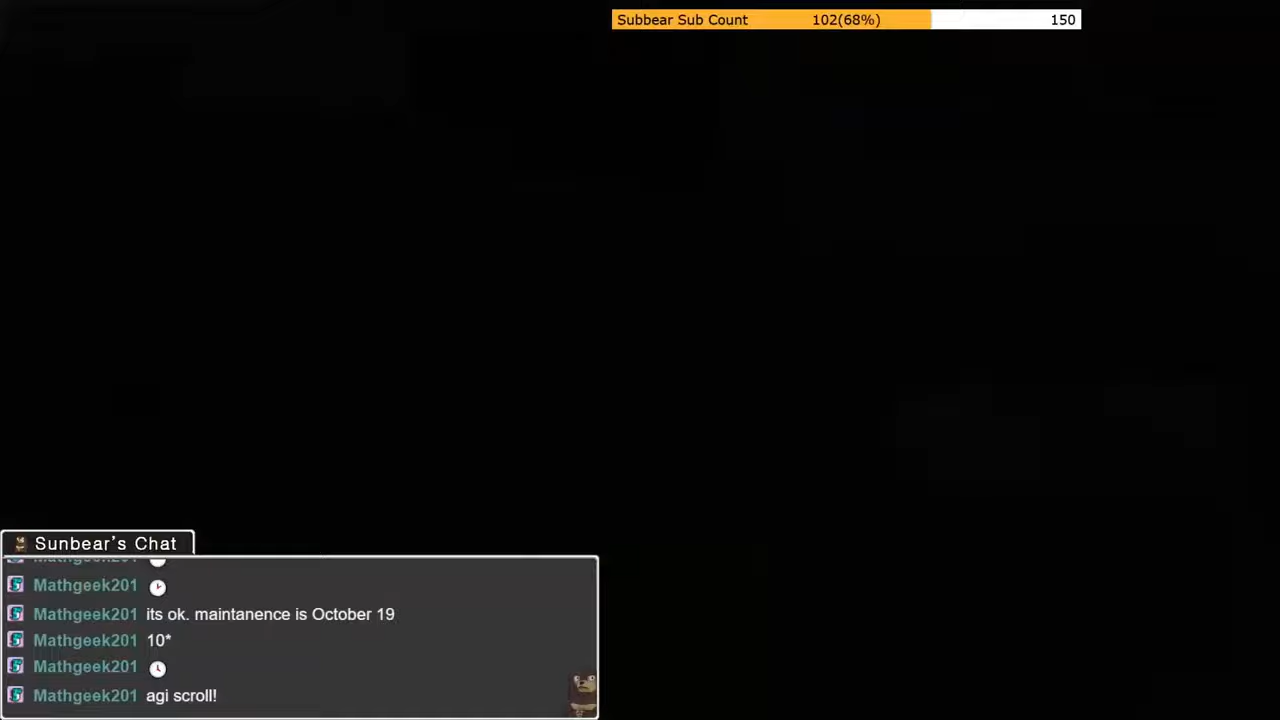 Subbear Sub Count 102(68%) 150
Sunbear's Chat
Mathgeek201
Mathgeek201
Mathgeek201 its ok. maintanence is October 19
Mathgeek201 10*
Mathgeek201
Mathgeek201 agi scroll!